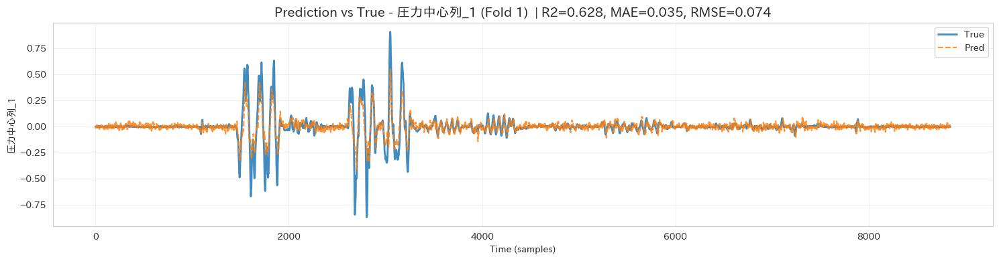 Prediction vs True - 圧力中心列_1 (Fold 1) | R2=0.628, MAE=0.035, RMSE=0.074
True
Pred
0.75
0.50
0.25
0.00
−0.25
−0.50
−0.75
圧力中心列_1
0 2000 4000 6000 8000
Time (samples)